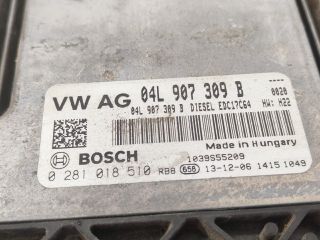 VW AG 04L 907 309 B
04L 907 309 B DIESEL EDC17C64 HW: H22
0020
Made in Hungary
BOSCH 1039S55209
0 281 018 510 RBB 656 13-12-06 1415 1049